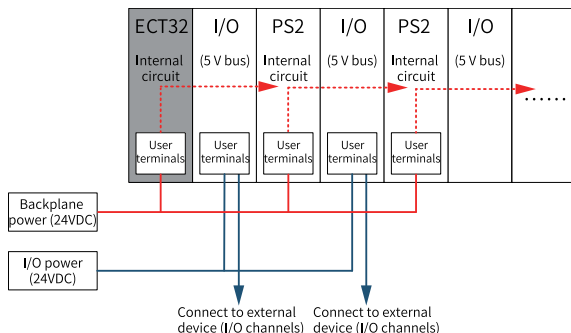 ECT32 I/O PS2 I/O PS2 I/O
Internal circuit
(5 V bus)
Internal circuit
(5 V bus)
Internal circuit
(5 V bus)
......
User terminals
User terminals
User terminals
User terminals
User terminals
Backplane
power (24VDC)
I/O power
(24VDC)
Connect to external
device (I/O channels)
Connect to external
device (I/O channels)